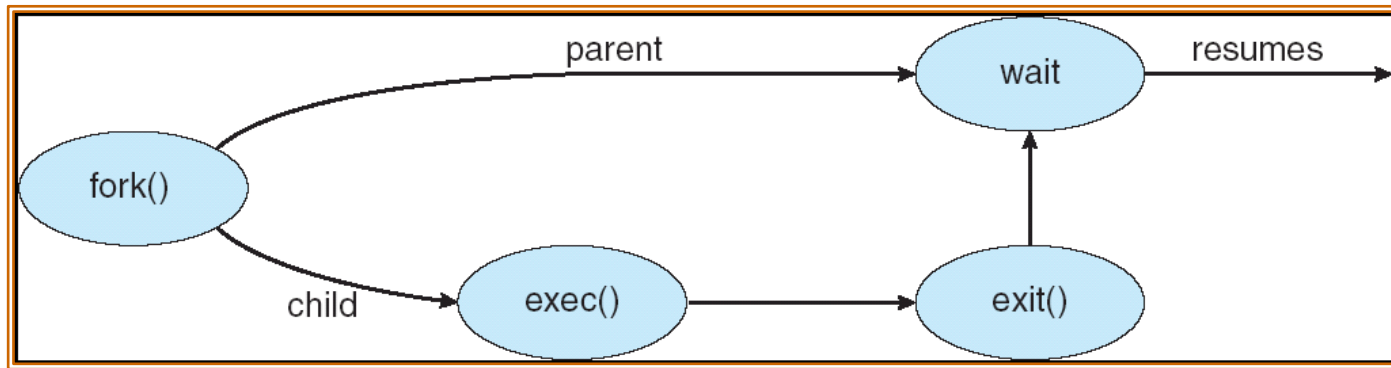 parent
wait
resumes
fork()
child
exec()
exit()